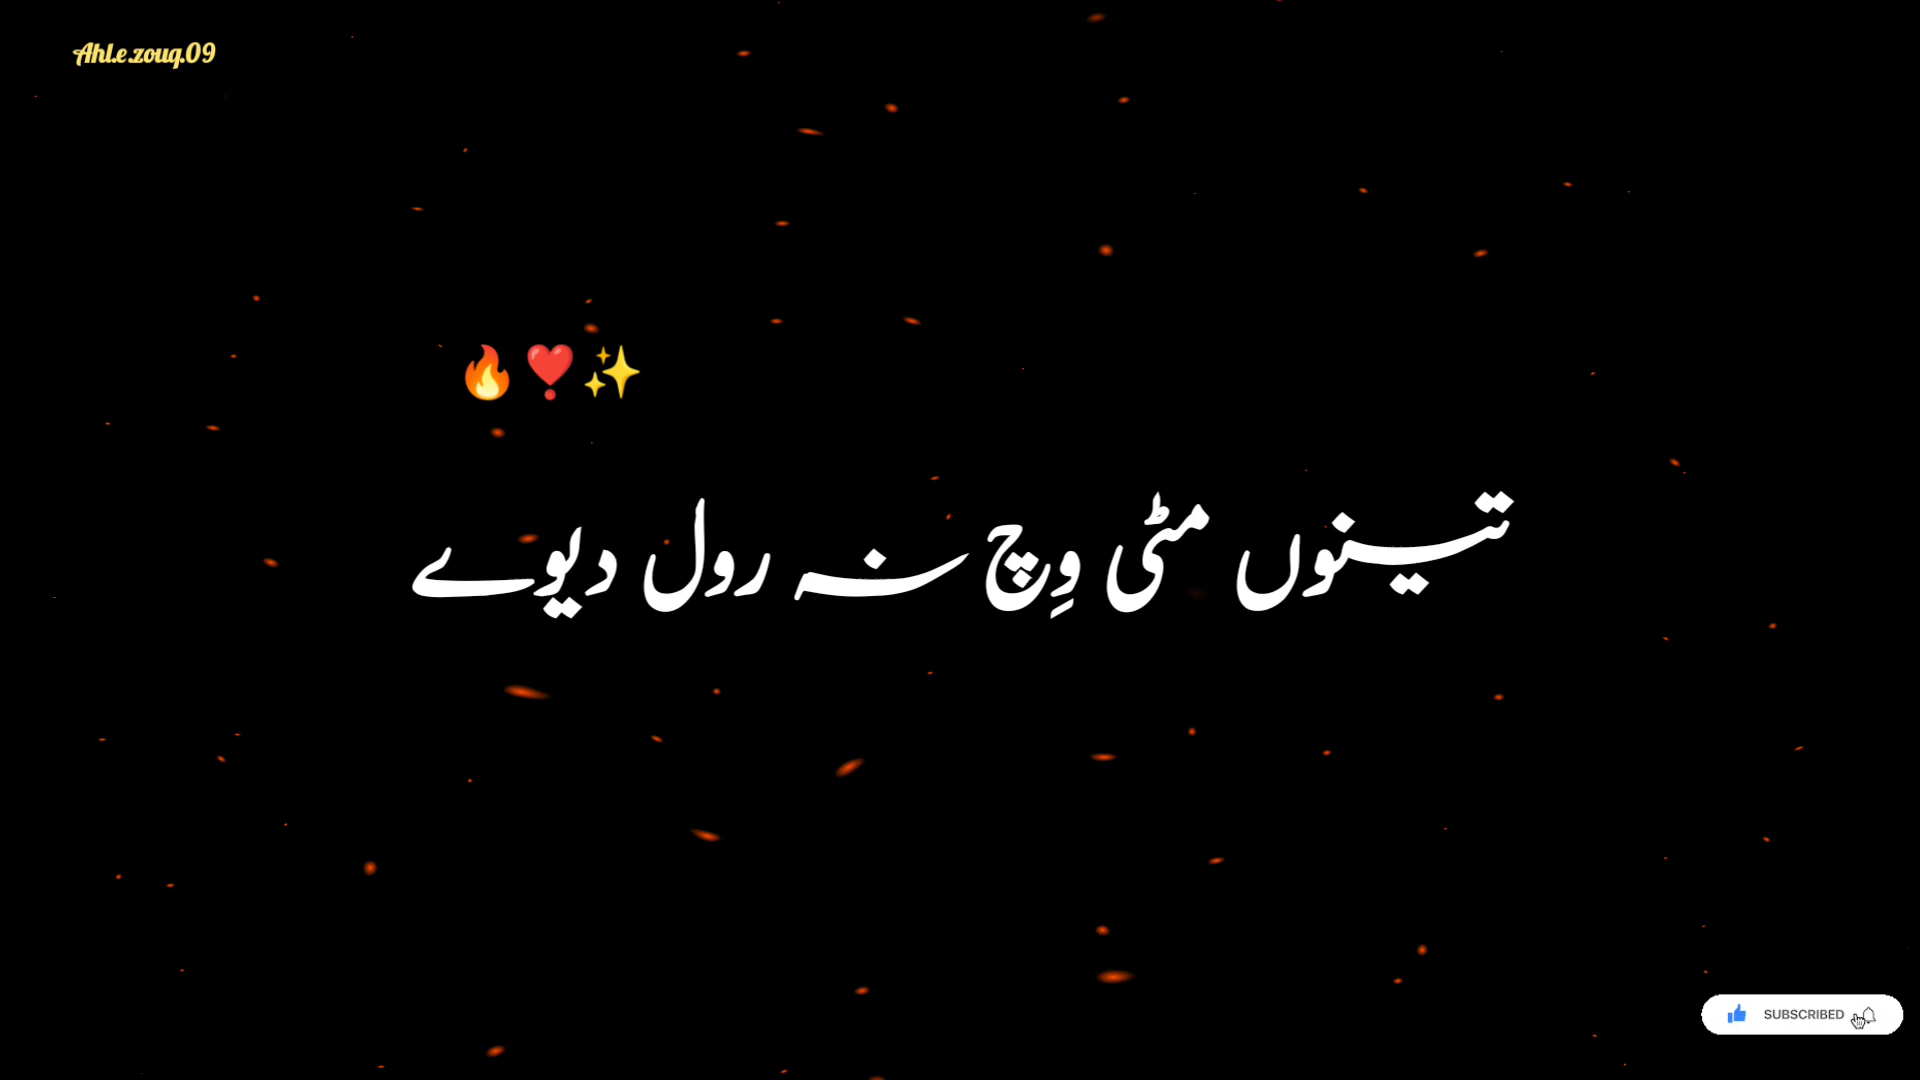 Ahl.e.zouq.09
🔥❣️✨
تینوں مٹی وِچ نہ رول دیوے
SUBSCRIBED